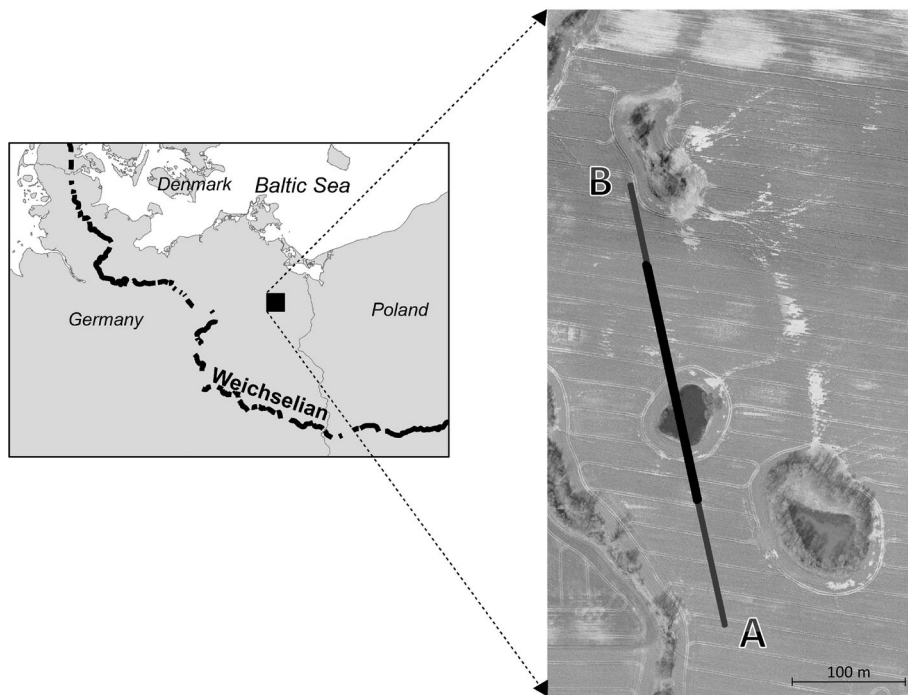 Denmark
Baltic Sea
Germany
Poland
Weichselian
B
A
100 m